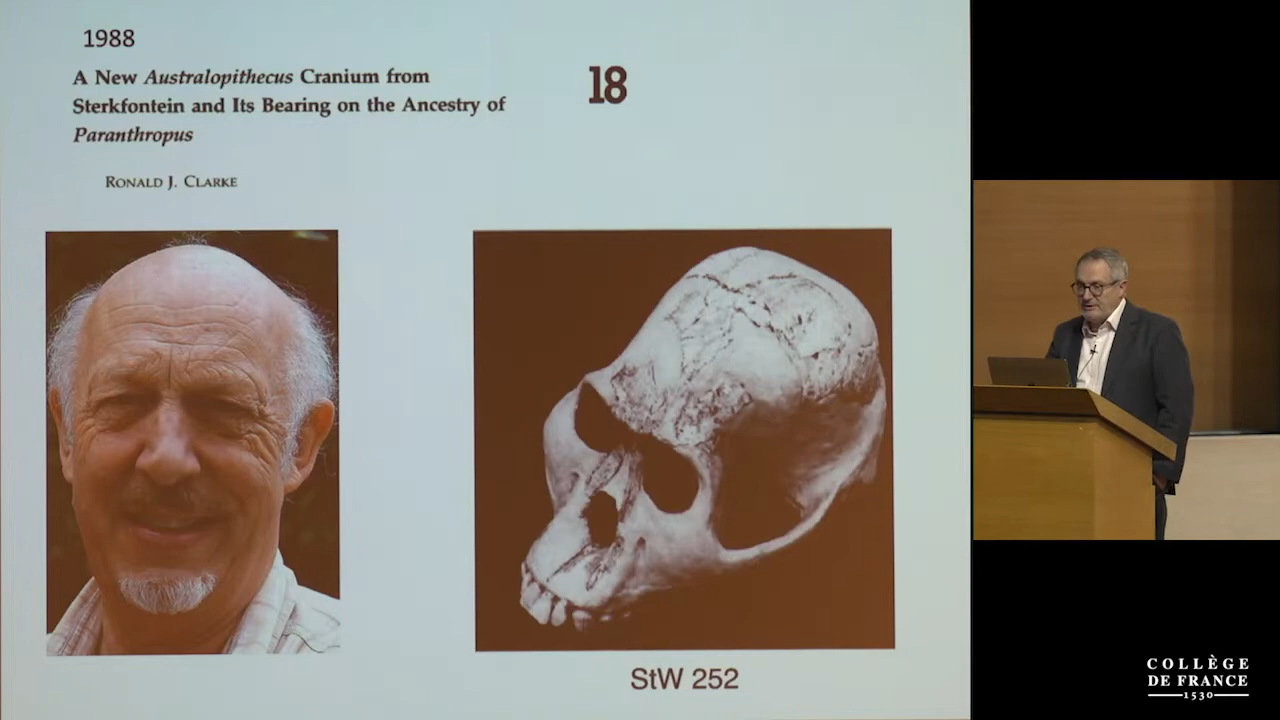 1988
A New Australopithecus Cranium from
Sterkfontein and Its Bearing on the Ancestry of
Paranthropus
18
RONALD J. CLARKE
StW 252
COLLÈGE
DE FRANCE
1530